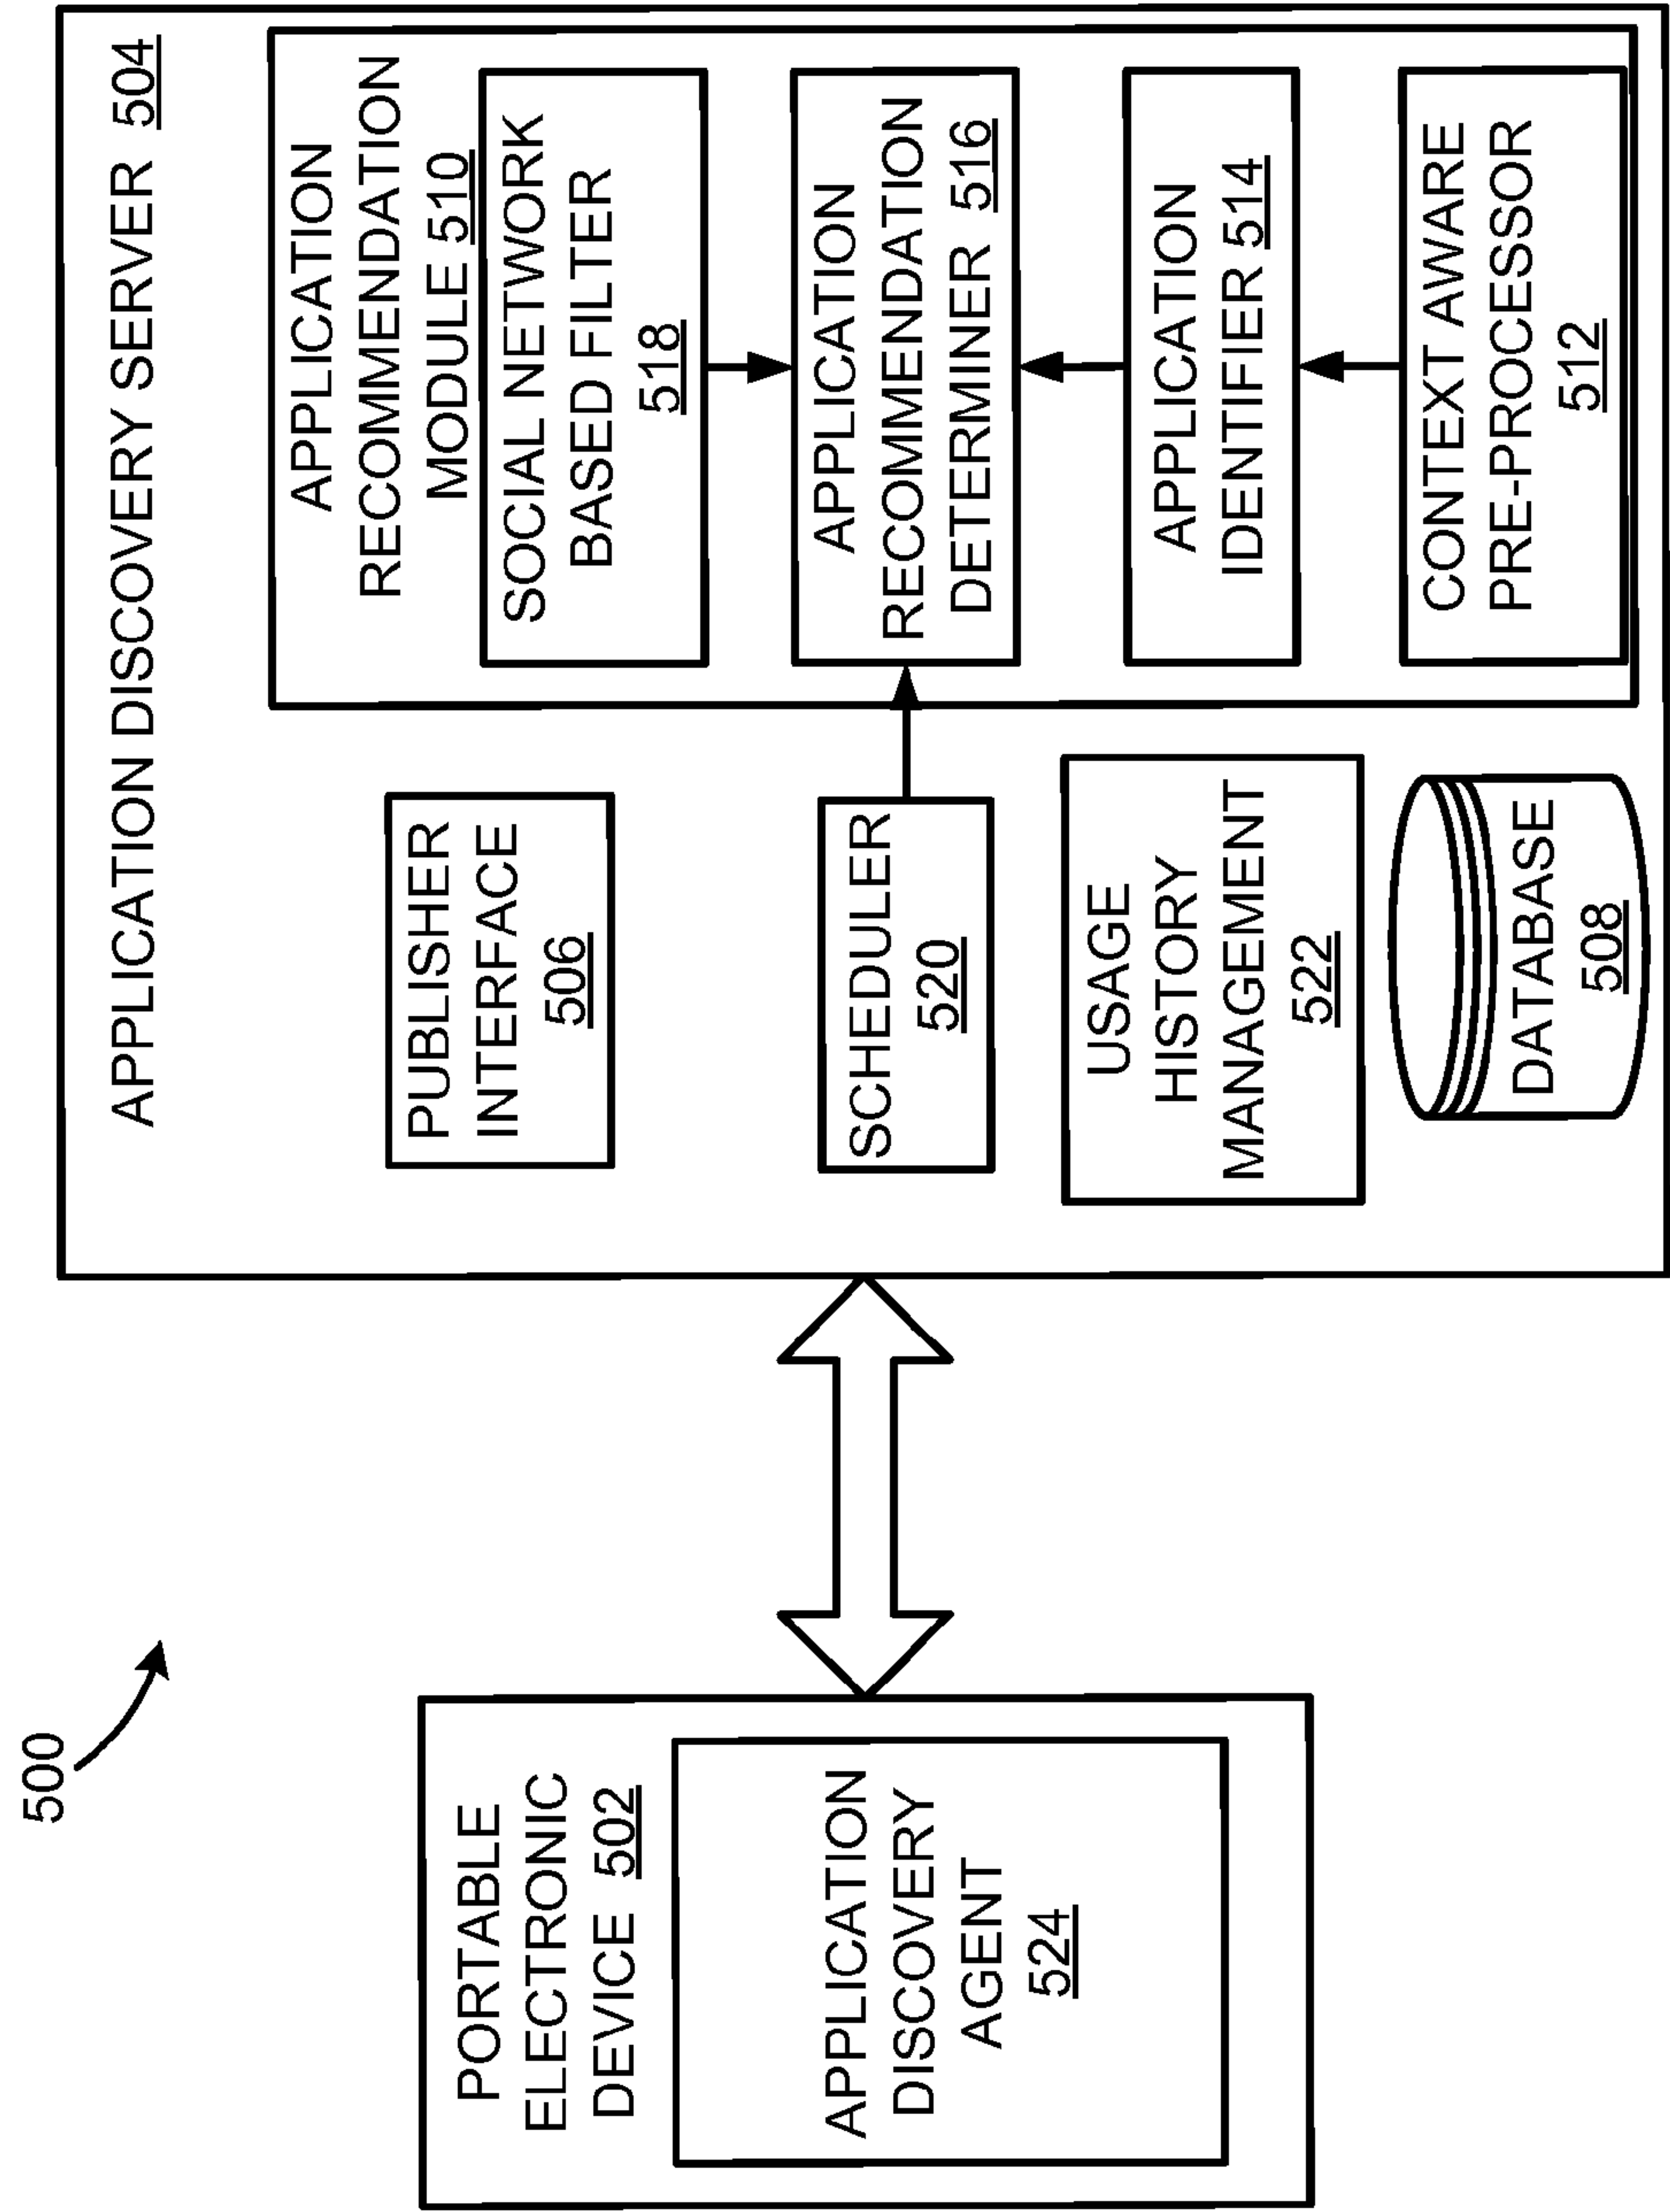 500
PORTABLE
ELECTRONIC
DEVICE 502
APPLICATION
DISCOVERY
AGENT
524
APPLICATION DISCOVERY SERVER 504
PUBLISHER
INTERFACE
506
SCHEDULER
520
USAGE
HISTORY
MANAGEMENT
522
DATABASE
508
APPLICATION
RECOMMENDATION
MODULE 510
SOCIAL NETWORK
BASED FILTER
518
APPLICATION
RECOMMENDATION
DETERMINER 516
APPLICATION
IDENTIFIER 514
CONTEXT AWARE
PRE-PROCESSOR
512